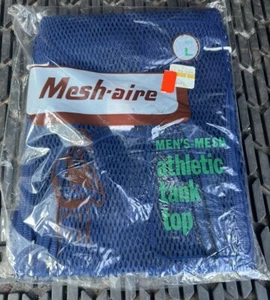 L
Mesh-aire
MEN'S MESH
athletic
tank
top